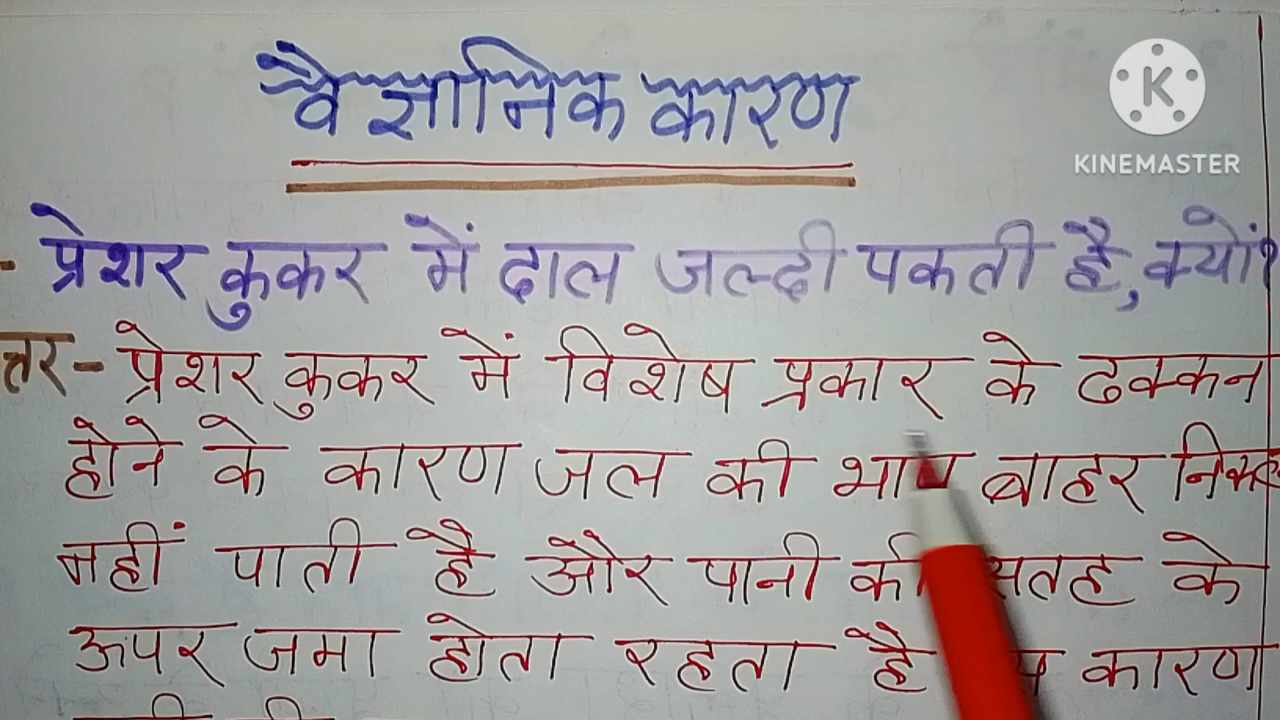 वैज्ञानिक कारण
K
KINEMASTER
प्रेशर कुकर में दाल जल्दी पकती है, क्यों?
त्तर- प्रेशर कुकर में विशेष प्रकार के ढक्कन
होने के कारण जल की भाप बाहर निकल
नहीं पाती है और पानी की सतह के
ऊपर जमा होता रहता है कारण